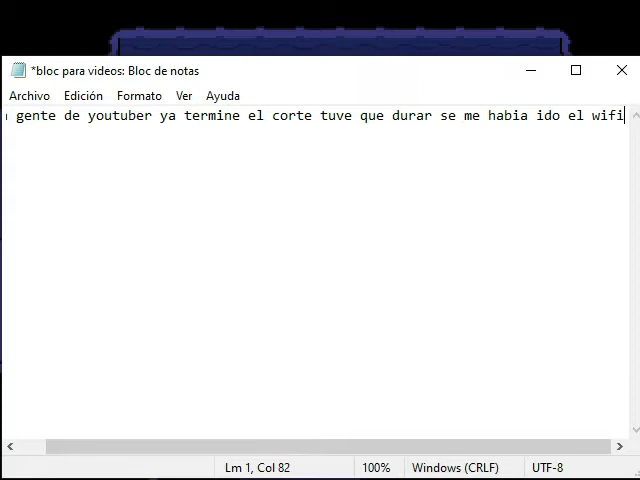 *bloc para videos: Bloc de notas
Archivo Edición Formato Ver Ayuda
gente de youtuber ya termine el corte tuve que durar se me habia ido el wifi
Lm 1, Col 82 100% Windows (CRLF) UTF-8